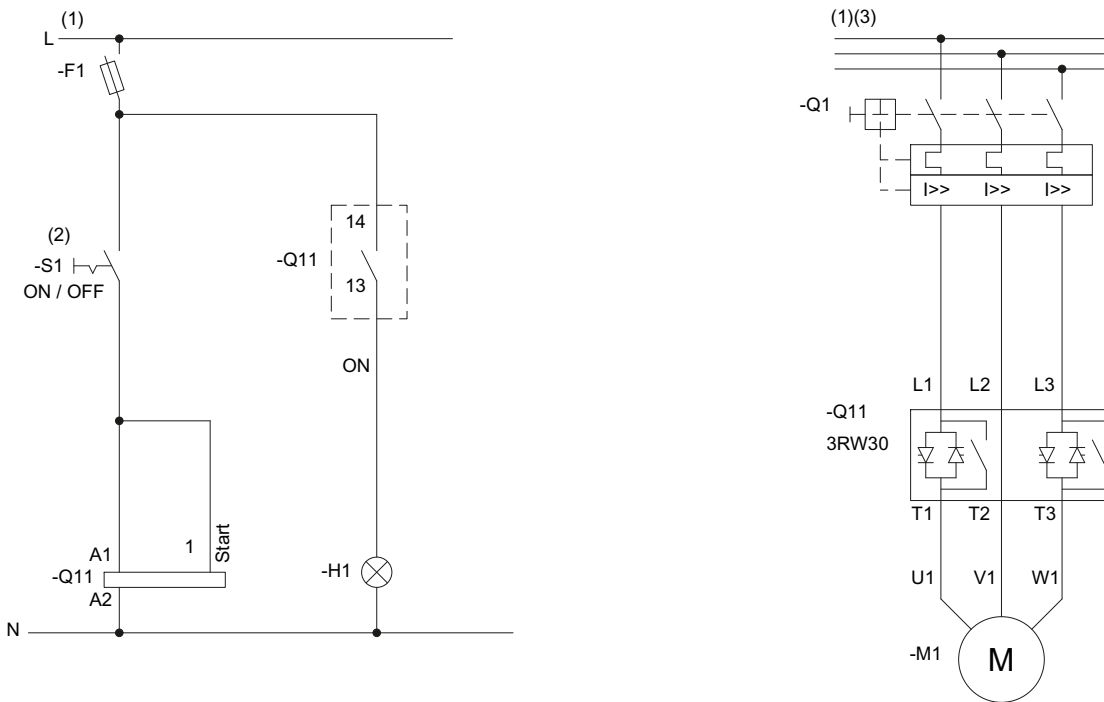 (1)
L
-F1
14
(2)
-S1
-Q11
13
ON / OFF
ON
1
Start
A1
-Q11
A2
-H1
N
(1)(3)
-Q1
I>> I>> I>>
L1 L2 L3
-Q11
3RW30
T1 T2 T3
U1 V1 W1
-M1
M